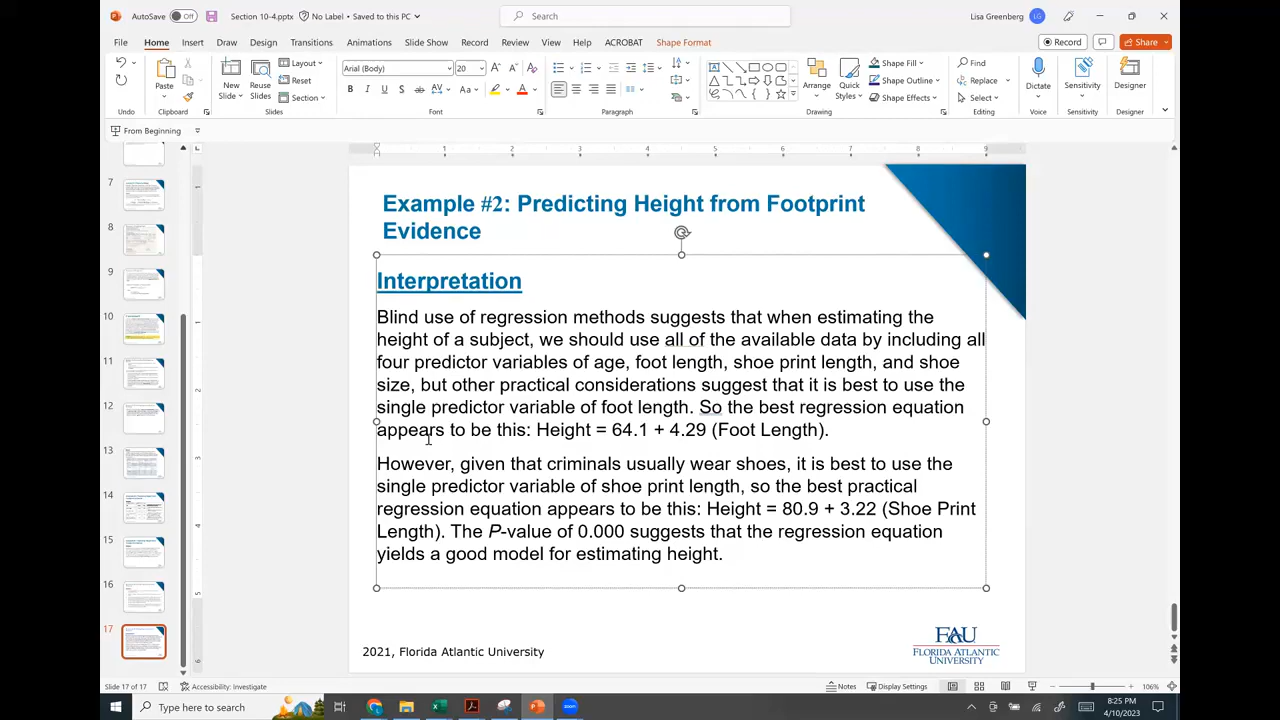 AutoSave Off Section 10-4.pptx No Label • Saved to this PC Search Lisa Greenberg LG
File Home Insert Draw Design Transitions Animations Slide Show Record Review View Help ACROBAT Shape Format Record Share
Undo Paste Clipboard New Slide Reuse Slides Layout Reset Section Slides Arial (Body) 20 Font Paragraph Arrange Quick Styles Shape Fill Shape Outline Shape Effects Drawing Find Replace Select Editing Dictate Voice Sensitivity Sensitivity Designer Designer
From Beginning
7
8
9
10
11
12
13
14
15
16
17
Example #2: Predicting Height from Footprint
Evidence
Interpretation
Blind use of regression methods suggests that when estimating the
height of a subject, we should use all of the available data by including all
four predictor variables of age, foot length, shoe print length, and shoe
size, but other practical considerations suggest that it is best to use the
single predictor variable of foot length. So the best regression equation
appears to be this: Height = 64.1 + 4.29 (Foot Length).
However, given that criminals usually wear shoes, it is best to use the
single predictor variable of shoe print length, so the best practical
regression equation appears to be this: Height = 80.9 + 3.22 (Shoe Print
Length). The P-value of 0.000 suggests that the regression equation
yields a good model for estimating height.
2021, Florida Atlantic University
FAU
FLORIDA ATLANTIC
UNIVERSITY
Slide 17 of 17 Accessibility: Investigate Notes Display Settings 106%
Type here to search 8:25 PM
4/10/2023